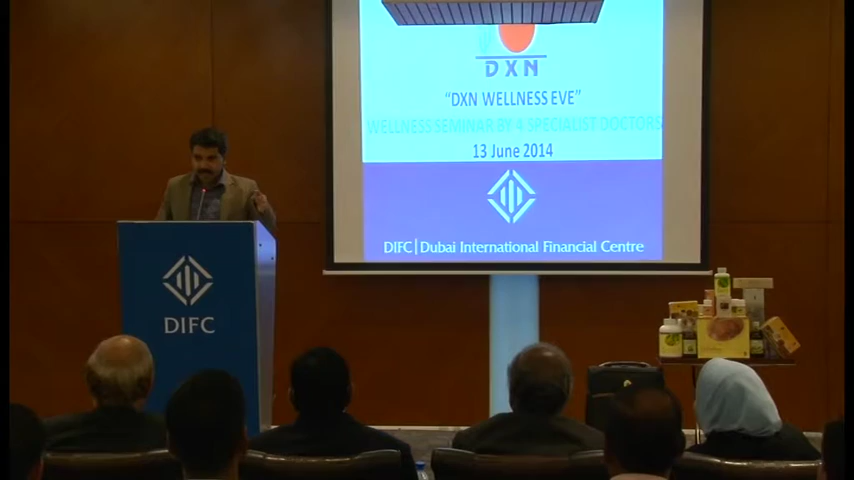 DXN
"DXN WELLNESS EVE"
WELLNESS SEMINAR BY 4 SPECIALIST DOCTORS
13 June 2014
DIFC | Dubai International Financial Centre
DIFC